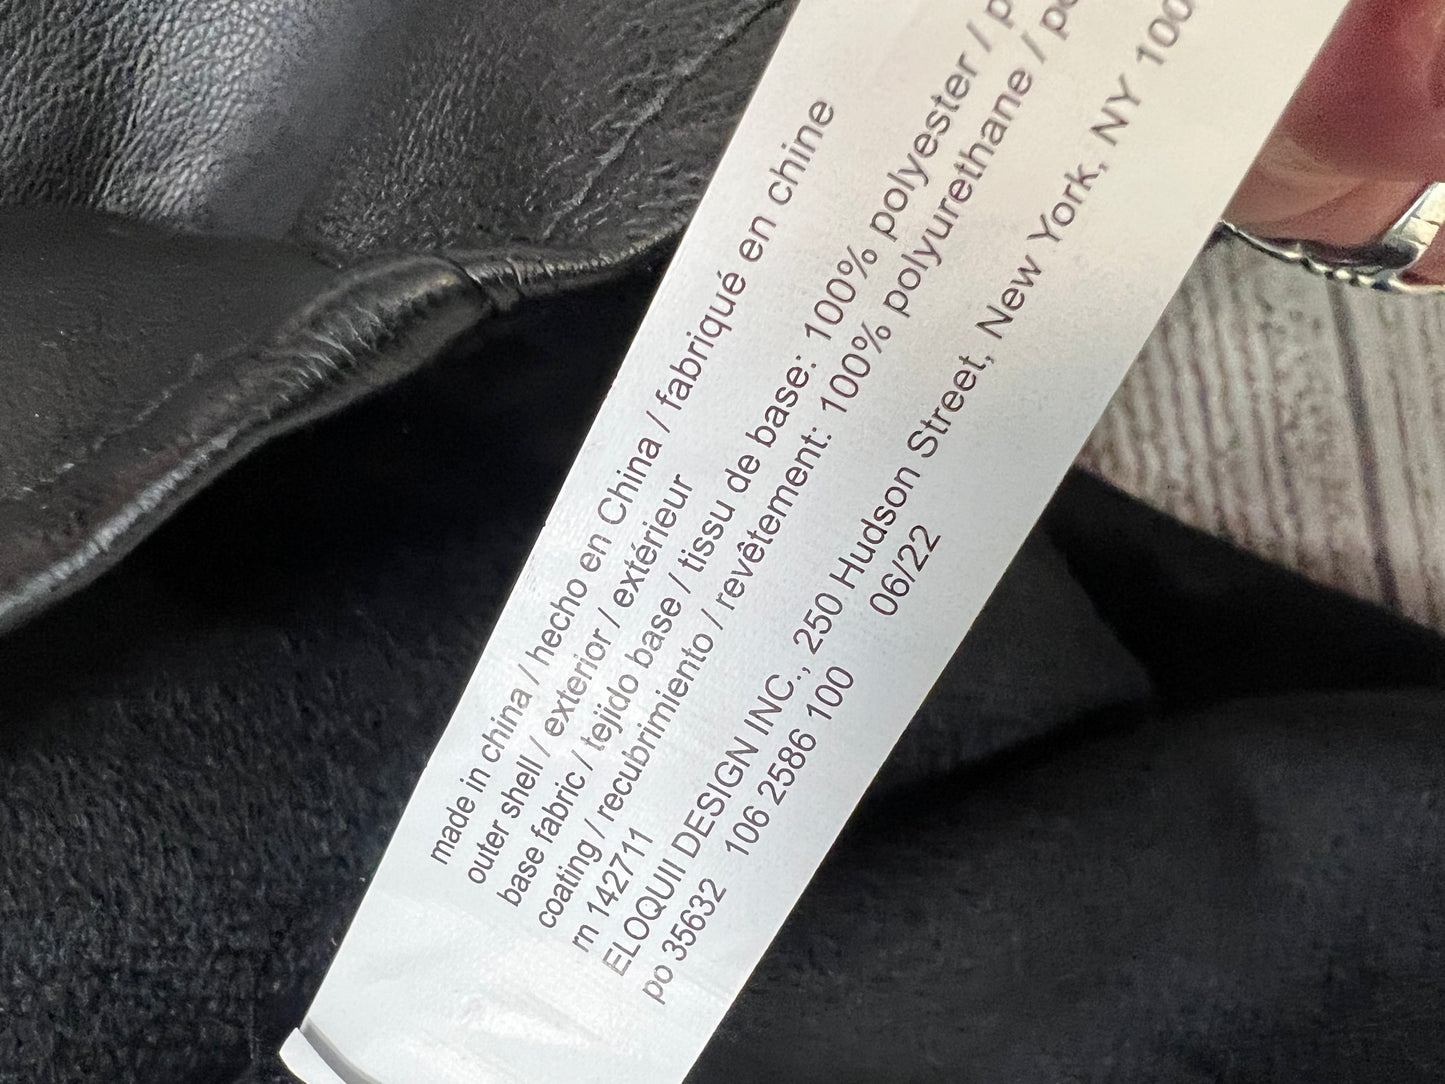 made in china / hecho en China / fabriqué en chine
outer shell / exterior / extérieur
base fabric / tejido base / tissu de base: 100% polyester /
coating / recubrimiento / revêtement: 100% polyurethane /
rn 142711
ELOQUII DESIGN INC., 250 Hudson Street, New York, NY
po 35632 106 2586 100 06/22